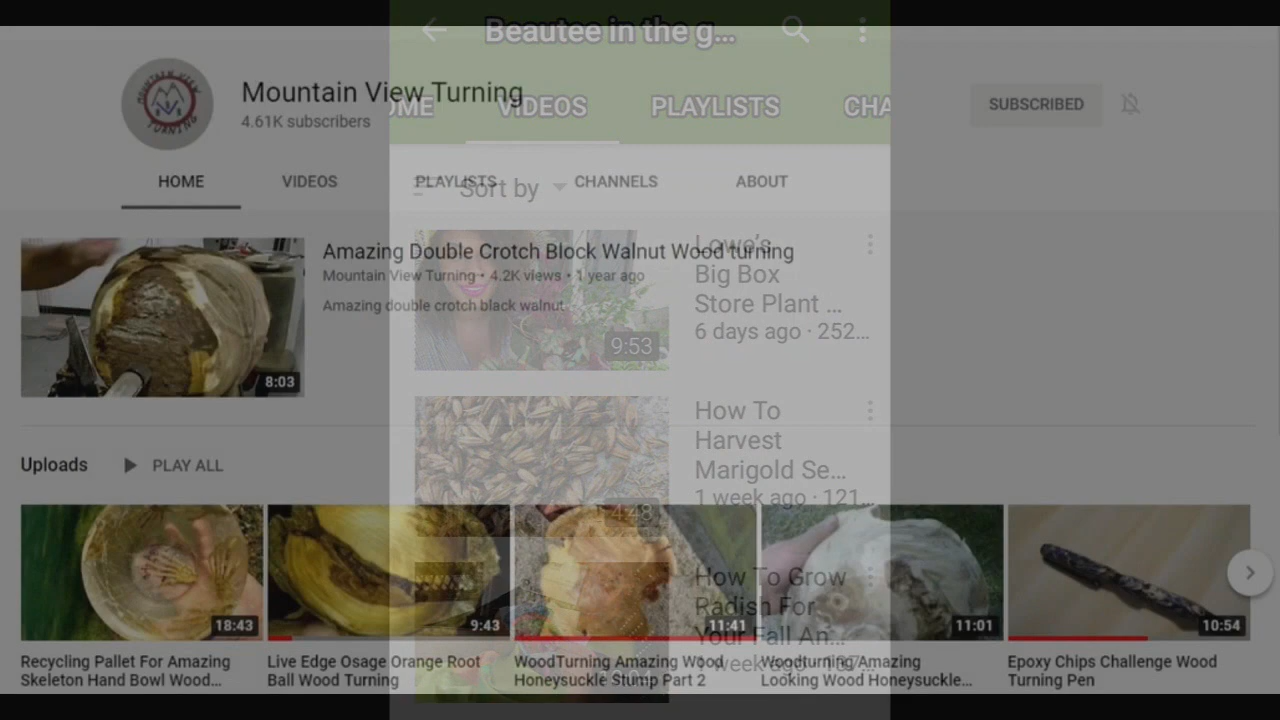 Beautee in the g...
Mountain View Turning
4.61K subscribers
SUBSCRIBED
OME
VIDEOS
PLAYLISTS
CHA
HOME
VIDEOS
PLAYLISTS
CHANNELS
ABOUT
Sort by
Amazing Double Crotch Block Walnut Wood turning
Mountain View Turning • 4.2K views • 1 year ago
Amazing double crotch black walnut
8:03
Lowe's
Big Box
Store Plant ...
6 days ago · 252...
9:53
How To
Harvest
Marigold Se...
1 week ago · 121...
4:48
Uploads
PLAY ALL
How To Grow
Radish For
Your Fall An...
1 week ago
18:43
9:43
11:41
11:01
10:54
Recycling Pallet For Amazing
Skeleton Hand Bowl Wood...
Live Edge Osage Orange Root
Ball Wood Turning
WoodTurning Amazing Wood
Honeysuckle Stump Part 2
Woodturning Amazing
Looking Wood Honeysuckle...
Epoxy Chips Challenge Wood
Turning Pen